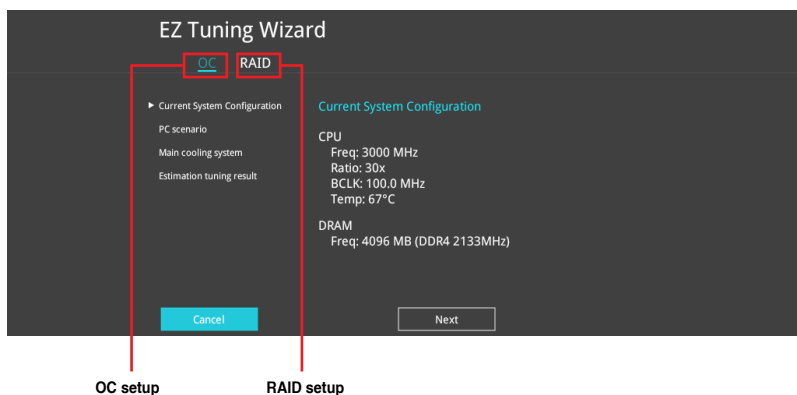 EZ Tuning Wizard
OC RAID
Current System Configuration
PC scenario
Main cooling system
Estimation tuning result
Current System Configuration
CPU
Freq: 3000 MHz
Ratio: 30x
BCLK: 100.0 MHz
Temp: 67°C
DRAM
Freq: 4096 MB (DDR4 2133MHz)
Cancel
Next
OC setup
RAID setup